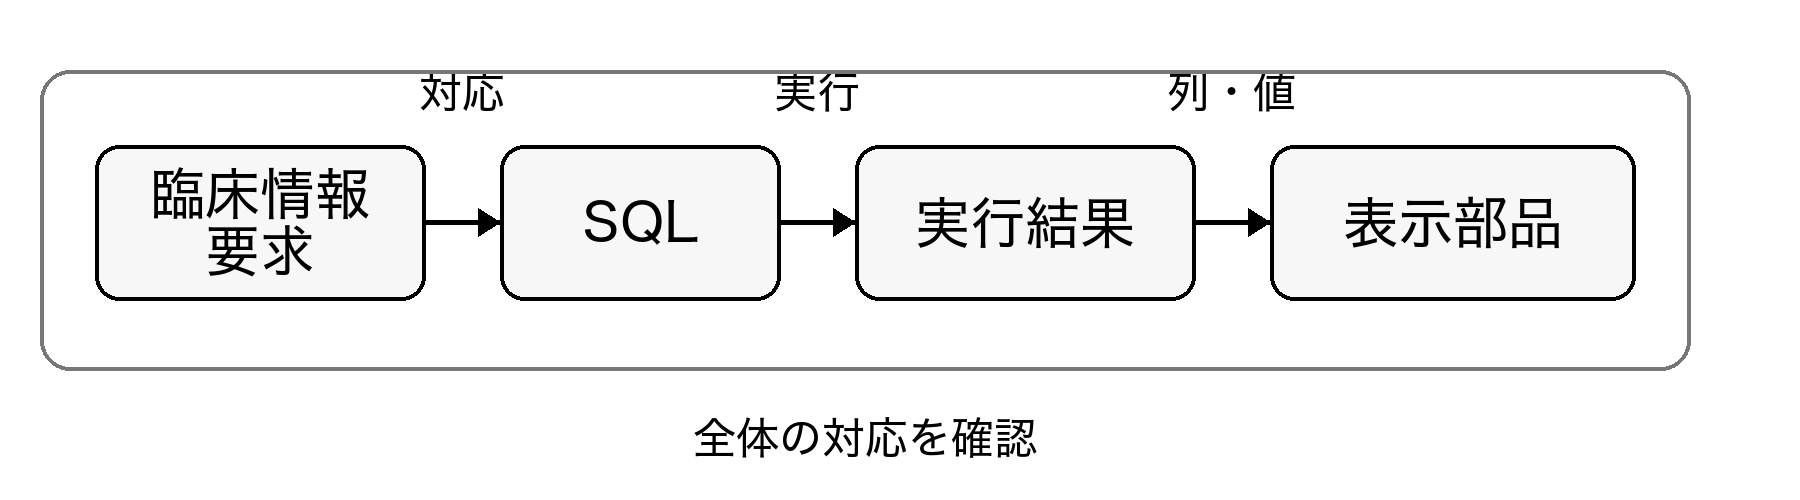 対応
実行
列・値
臨床情報
要求
SQL
実行結果
表示部品
全体の対応を確認